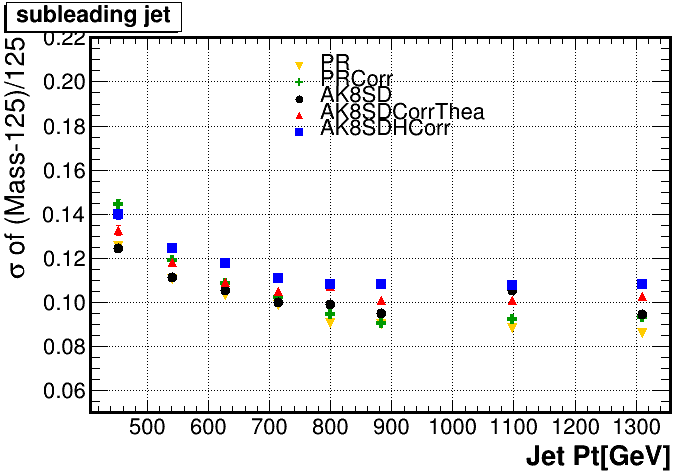 subleading jet
σ of (Mass-125)/125
0.22
0.20
0.18
0.16
0.14
0.12
0.10
0.08
0.06
PR
PRCorr
AK8SD
AK8SDCorrThea
AK8SDHCorr
500 600 700 800 900 1000 1100 1200 1300
Jet Pt[GeV]